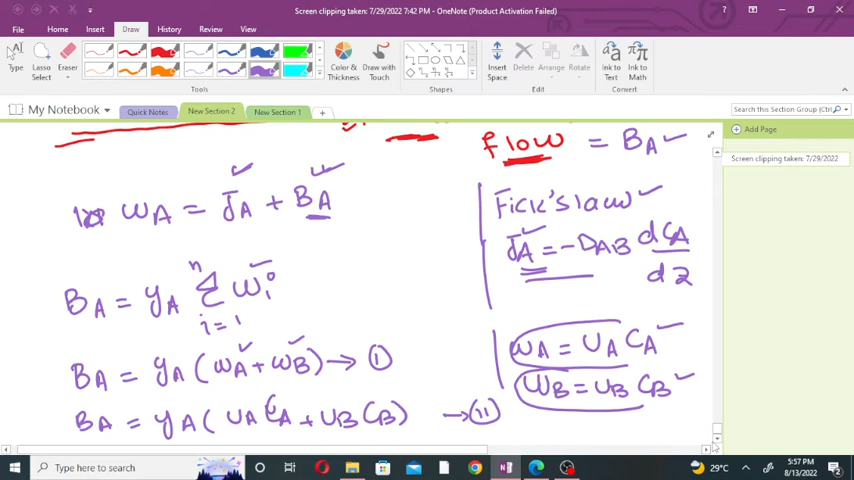 Screen clipping taken: 7/29/2022 7:42 PM - OneNote (Product Activation Failed)
File Home Insert Draw History Review View
Type
Lasso Select
Eraser
Color & Thickness
Draw with Touch
Insert Space
Delete
Arrange
Rotate
Ink to Text
Ink to Math
Tools
Shapes
Edit
Convert
My Notebook
Quick Notes
New Section 2
New Section 1
Search this Section Group (Ctrl
Add Page
Screen clipping taken: 7/29/2022
flow = BA
WA = JA + BA
BA = yA Σ Wi
n
i=1
BA = yA (WA + WB) → ①
BA = yA ( UA CA + UB CB) → ⑪
Fick's law
JA = -DAB dCA
dz
WA = UA CA
WB = UB CB
Type here to search
29°C
5:57 PM
8/13/2022
2